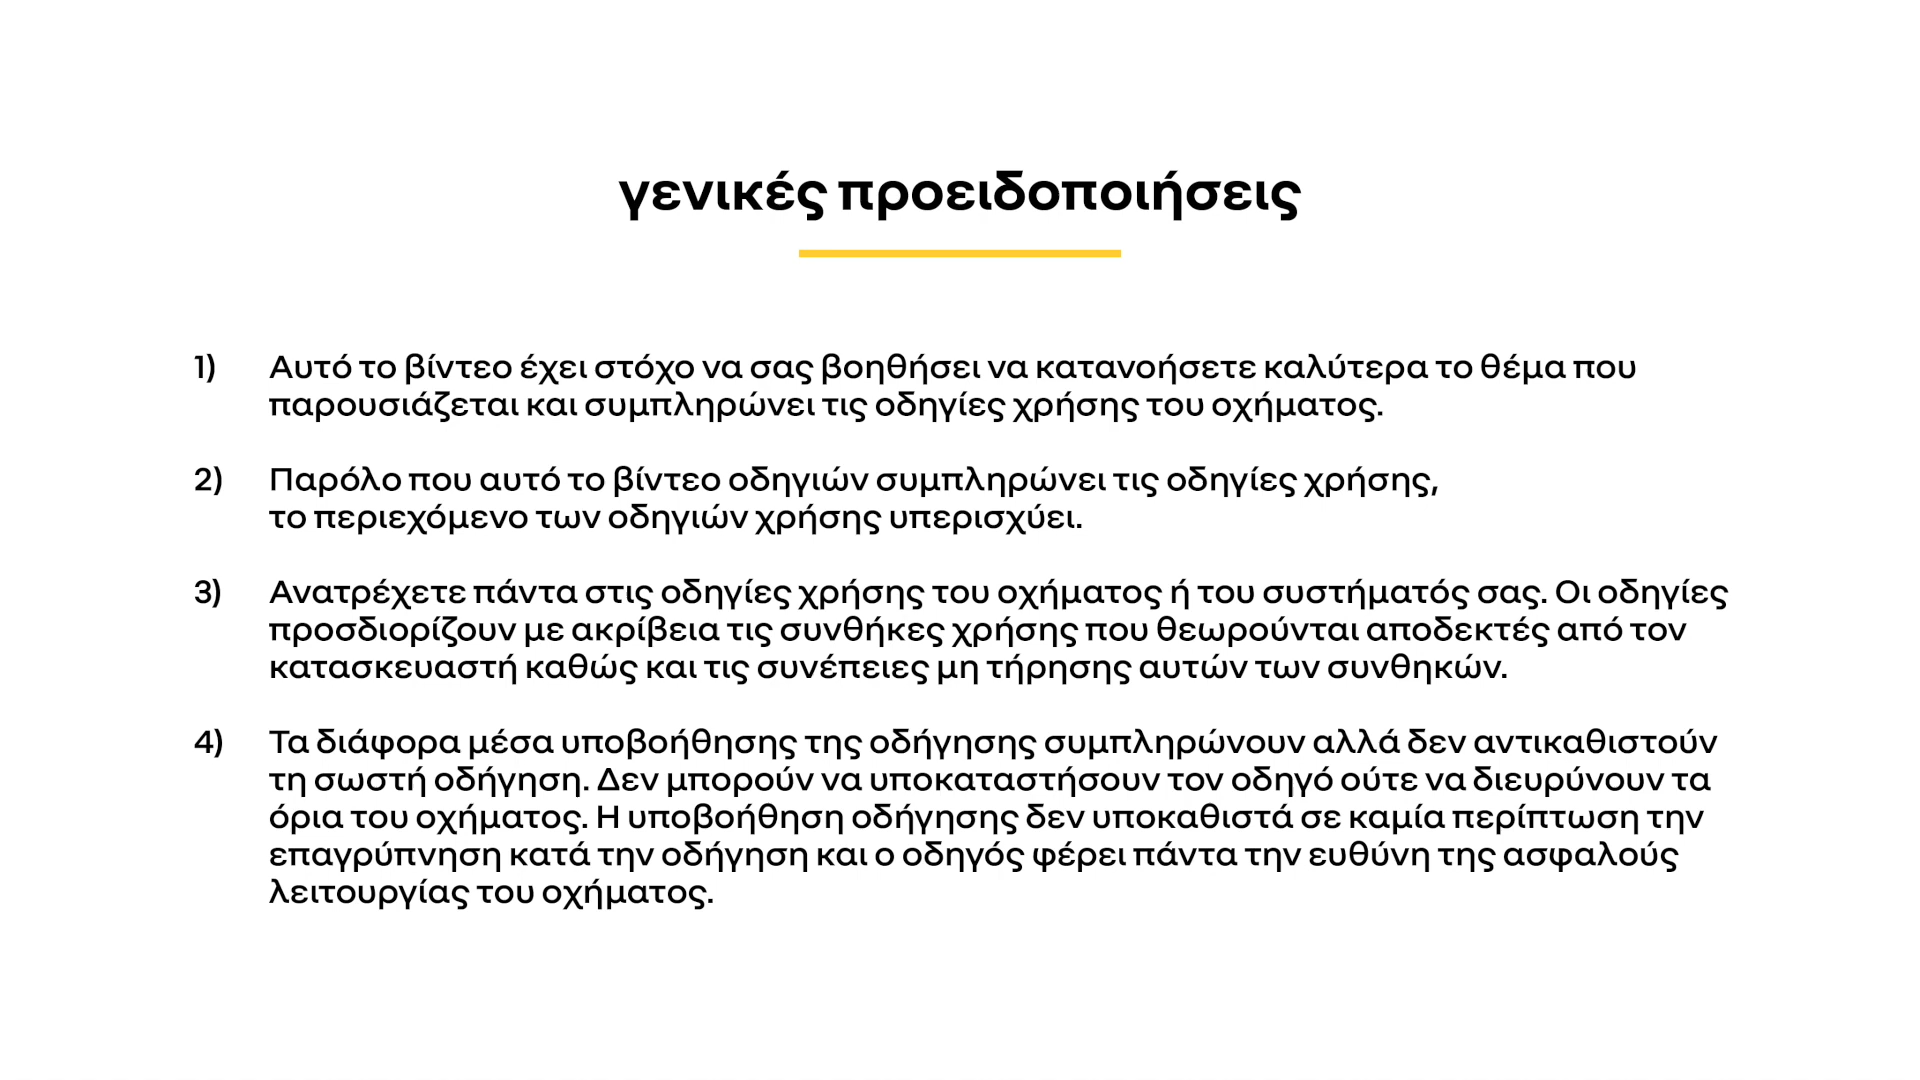 γενικές προειδοποιήσεις
1) Αυτό το βίντεο έχει στόχο να σας βοηθήσει να κατανοήσετε καλύτερα το θέμα που
παρουσιάζεται και συμπληρώνει τις οδηγίες χρήσης του οχήματος.
2) Παρόλο που αυτό το βίντεο οδηγιών συμπληρώνει τις οδηγίες χρήσης,
το περιεχόμενο των οδηγιών χρήσης υπερισχύει.
3) Ανατρέχετε πάντα στις οδηγίες χρήσης του οχήματος ή του συστήματός σας. Οι οδηγίες
προσδιορίζουν με ακρίβεια τις συνθήκες χρήσης που θεωρούνται αποδεκτές από τον
κατασκευαστή καθώς και τις συνέπειες μη τήρησης αυτών των συνθηκών.
4) Τα διάφορα μέσα υποβοήθησης της οδήγησης συμπληρώνουν αλλά δεν αντικαθιστούν
τη σωστή οδήγηση. Δεν μπορούν να υποκαταστήσουν τον οδηγό ούτε να διευρύνουν τα
όρια του οχήματος. Η υποβοήθηση οδήγησης δεν υποκαθιστά σε καμία περίπτωση την
επαγρύπνηση κατά την οδήγηση και ο οδηγός φέρει πάντα την ευθύνη της ασφαλούς
λειτουργίας του οχήματος.